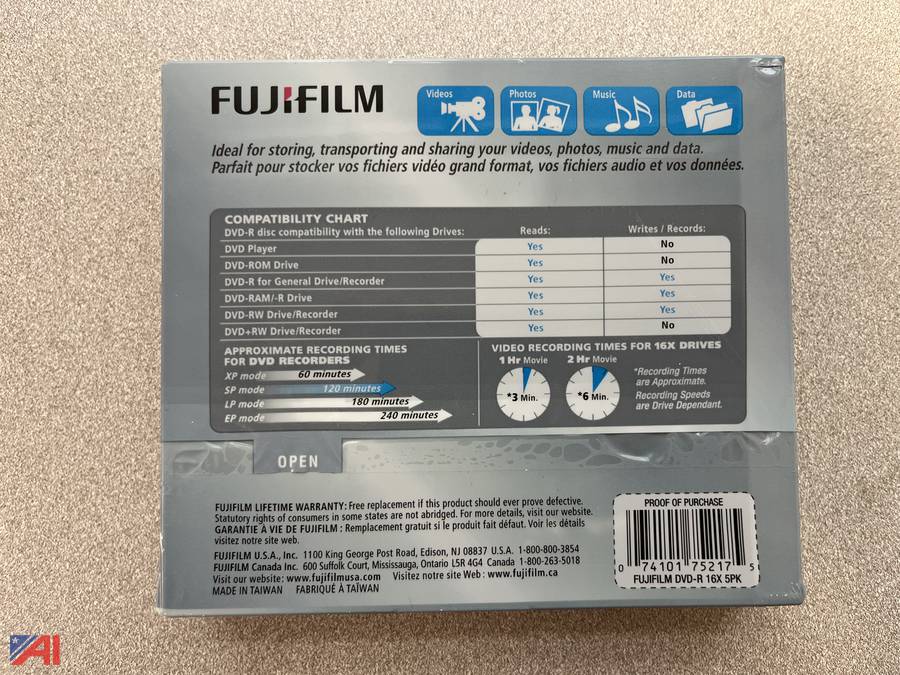 FUJIFILM
Videos Photos Music Data
Ideal for storing, transporting and sharing your videos, photos, music and data.
Parfait pour stocker vos fichiers vidéo grand format, vos fichiers audio et vos données.
COMPATIBILITY CHART
DVD-R disc compatibility with the following Drives: Reads: Writes / Records:
DVD Player Yes No
DVD-ROM Drive Yes No
DVD-R for General Drive/Recorder Yes Yes
DVD-RAM/-R Drive Yes Yes
DVD-RW Drive/Recorder Yes Yes
DVD+RW Drive/Recorder Yes No
APPROXIMATE RECORDING TIMES
FOR DVD RECORDERS
XP mode 60 minutes
SP mode 120 minutes
LP mode 180 minutes
EP mode 240 minutes
VIDEO RECORDING TIMES FOR 16X DRIVES
1 Hr Movie 2 Hr Movie
*3 Min. *6 Min.
*Recording Times
are Approximate.
Recording Speeds
are Drive Dependant.
OPEN
FUJIFILM LIFETIME WARRANTY: Free replacement if this product should ever prove defective.
Statutory rights of consumers in some states are not abridged. For more details, visit our website.
GARANTIE À VIE DE FUJIFILM : Remplacement gratuit si le produit fait défaut. Voir les détails
visitez notre site web.
FUJIFILM U.S.A., Inc. 1100 King George Post Road, Edison, NJ 08837 U.S.A. 1-800-800-3854
FUJIFILM Canada Inc. 600 Suffolk Court, Mississauga, Ontario L5R 4G4 Canada 1-800-263-5018
Visit our website: www.fujifilmusa.com Visitez notre site Web : www.fujifilm.ca
MADE IN TAIWAN FABRIQUÉ À TAÏWAN
PROOF OF PURCHASE
0 74101 75217 5
FUJIFILM DVD-R 16X 5PK
AI